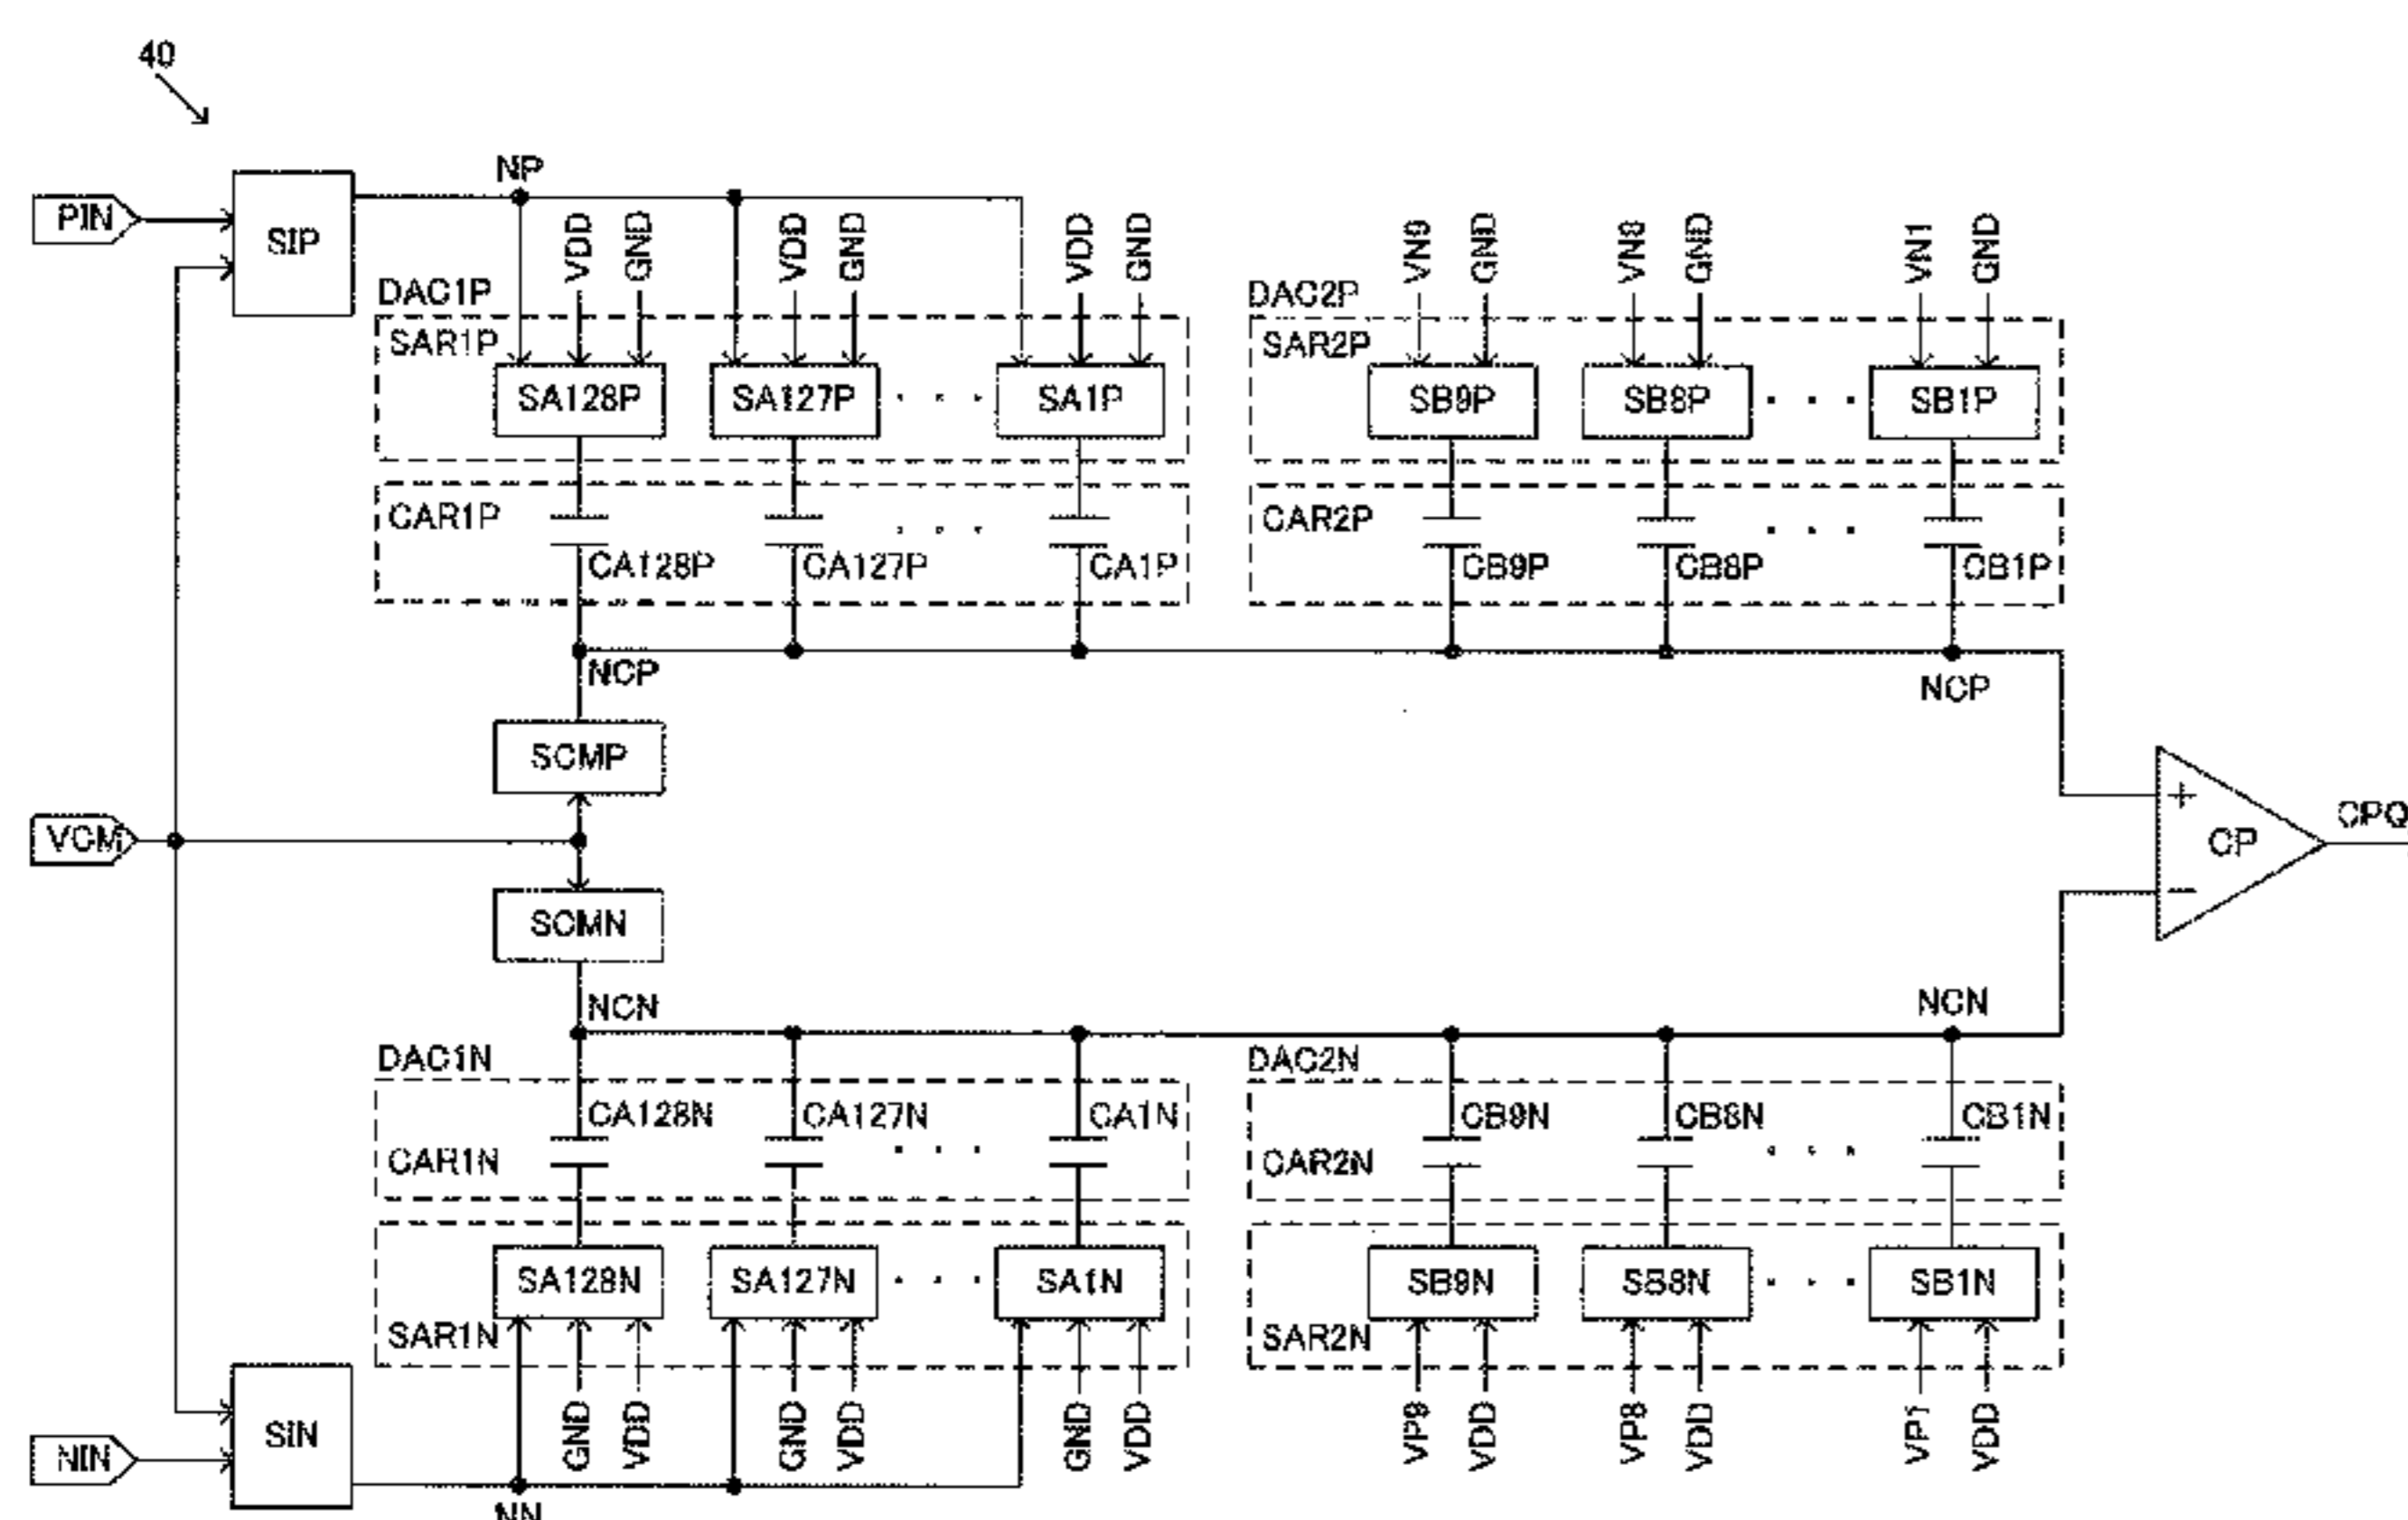 40
NP
PIN
SIP
VDD GND VDD GND VDD GND VN9 GND VN8 GND VN1 GND
DAC1P DAC2P
SAR1P SAR2P
SA128P SA127P · · · SA1P SB9P SB8P · · · SB1P
CAR1P · · · CAR2P · · ·
CA128P CA127P CA1P CB9P CB8P CB1P
NCP NCP
SCMP
+
VCM CP CPQ
−
SCMN
NCN NCN
DAC1N DAC2N
CA128N CA127N CA1N CB9N CB8N CB1N
CAR1N · · · CAR2N · · ·
SA128N SA127N · · · SA1N SB9N SB8N · · · SB1N
SAR1N SAR2N
SIN
GND VDD GND VDD GND VDD VP9 VDD VP8 VDD VP1 VDD
NIN
NN